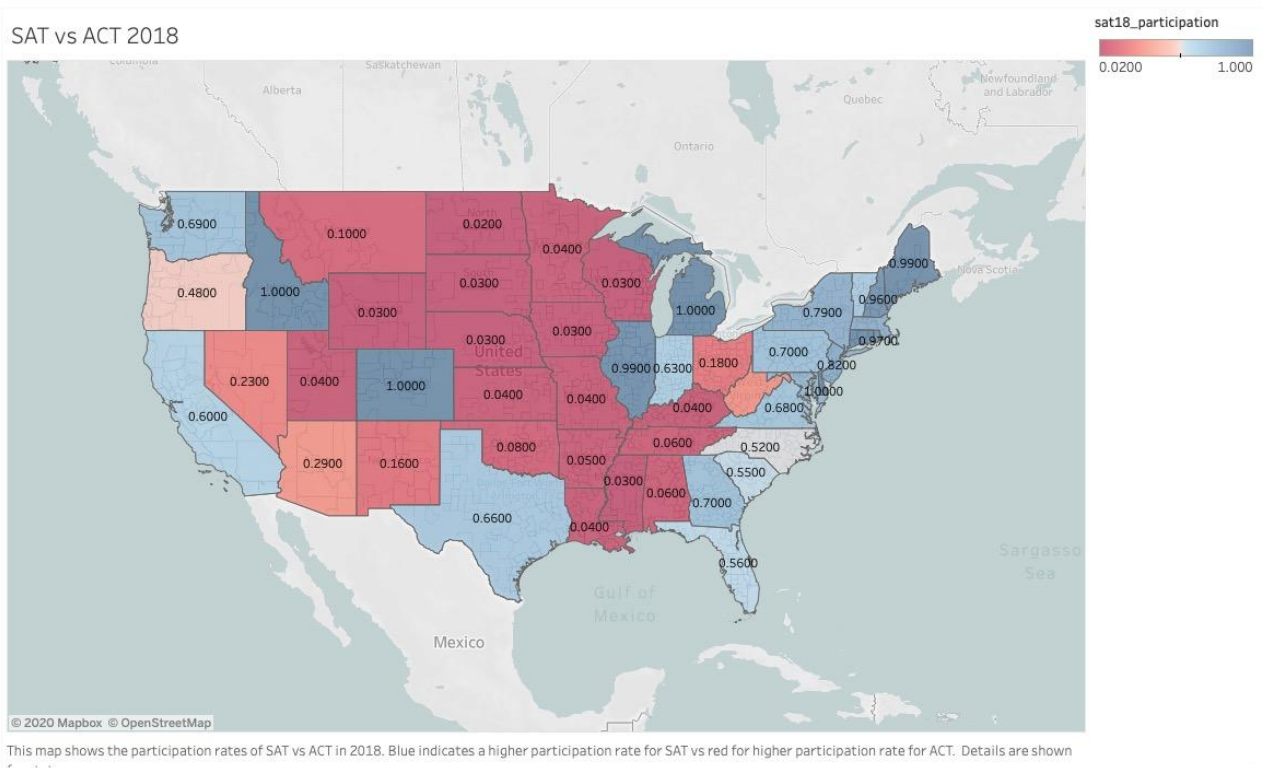 SAT vs ACT 2018
sat18_participation
0.0200 1.000
Columbia
Saskatchewan
Alberta
Newfoundland
and Labrador
Quebec
Ontario
Nova Scotia
0.6900
0.1000
North
0.0200
0.0400
0.9900
0.4800
1.0000
South
0.0300
0.0300
1.0000
0.7900
0.9600
0.0300
0.0300
0.0300
0.9700
United
States
0.2300
0.0400
1.0000
0.0400
0.0400
0.9900
0.6300
0.1800
0.7000
0.8200
1.0000
0.6000
0.0400
0.6800
0.2900
0.1600
0.0800
0.0500
0.0600
0.5200
0.5500
0.0300
0.0600
0.7000
0.6600
0.0400
0.5600
Sargasso
Sea
Gulf of
Mexico
Mexico
© 2020 Mapbox © OpenStreetMap
This map shows the participation rates of SAT vs ACT in 2018. Blue indicates a higher participation rate for SAT vs red for higher participation rate for ACT. Details are shown